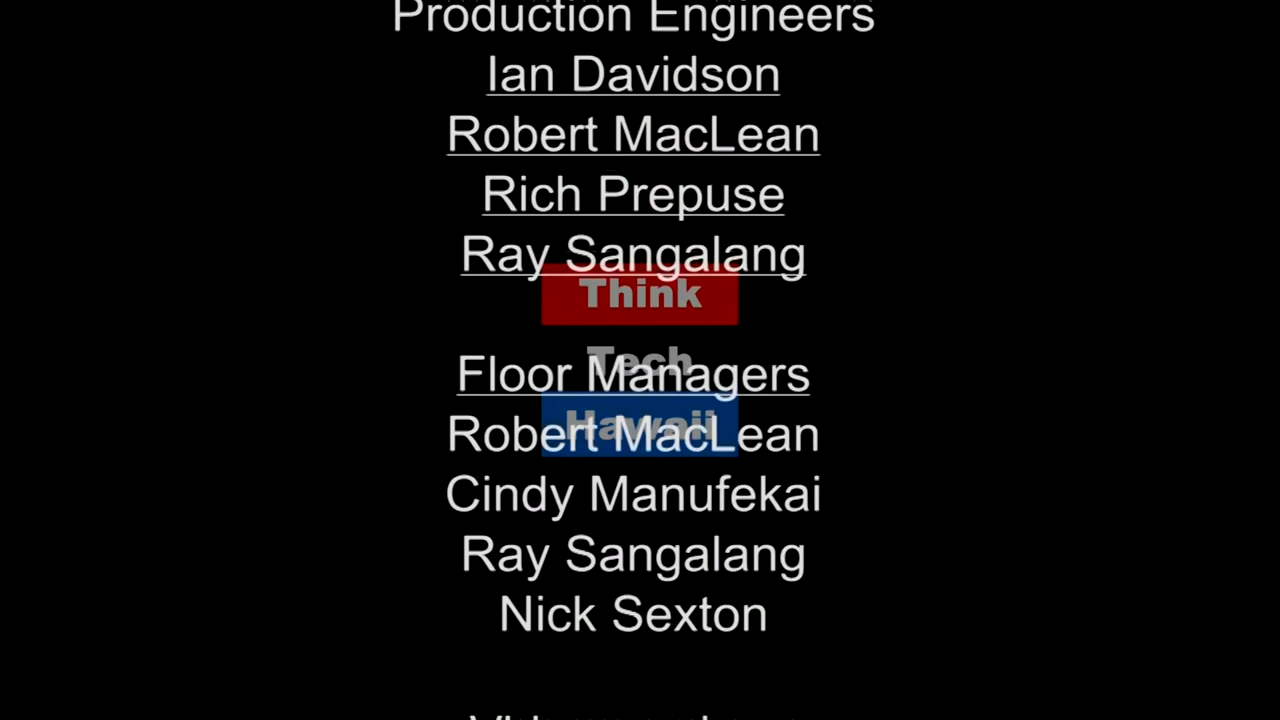 Production Engineers
Ian Davidson
Robert MacLean
Rich Prepuse
Ray Sangalang
Think
Tech
Floor Managers
Hawaii
Robert MacLean
Cindy Manufekai
Ray Sangalang
Nick Sexton